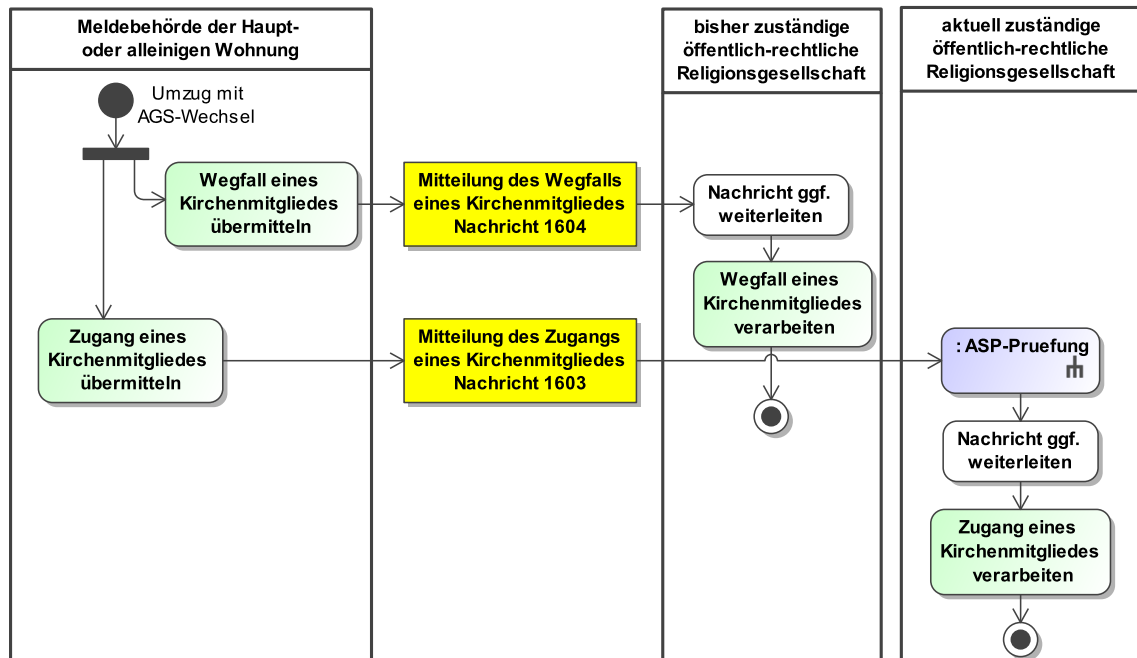 Meldebehörde der Haupt-
oder alleinigen Wohnung
bisher zuständige
öffentlich-rechtliche
Religionsgesellschaft
aktuell zuständige
öffentlich-rechtliche
Religionsgesellschaft
Umzug mit
AGS-Wechsel
Wegfall eines
Kirchenmitgliedes
übermitteln
Mitteilung des Wegfalls
eines Kirchenmitgliedes
Nachricht 1604
Nachricht ggf.
weiterleiten
Wegfall eines
Kirchenmitgliedes
verarbeiten
Zugang eines
Kirchenmitgliedes
übermitteln
Mitteilung des Zugangs
eines Kirchenmitgliedes
Nachricht 1603
: ASP-Pruefung
Nachricht ggf.
weiterleiten
Zugang eines
Kirchenmitgliedes
verarbeiten